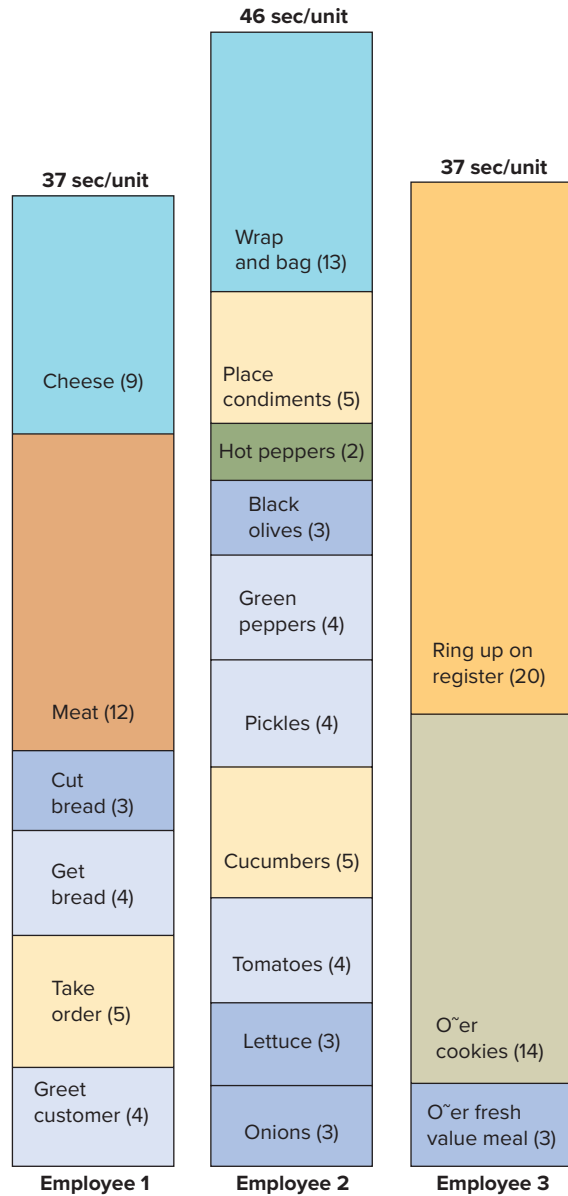 37 sec/unit
Cheese (9)
Meat (12)
Cut
bread (3)
Get
bread (4)
Take
order (5)
Greet
customer (4)
Employee 1
46 sec/unit
Wrap
and bag (13)
Place
condiments (5)
Hot peppers (2)
Black
olives (3)
Green
peppers (4)
Pickles (4)
Cucumbers (5)
Tomatoes (4)
Lettuce (3)
Onions (3)
Employee 2
37 sec/unit
Ring up on
register (20)
O˜er
cookies (14)
O˜er fresh
value meal (3)
Employee 3